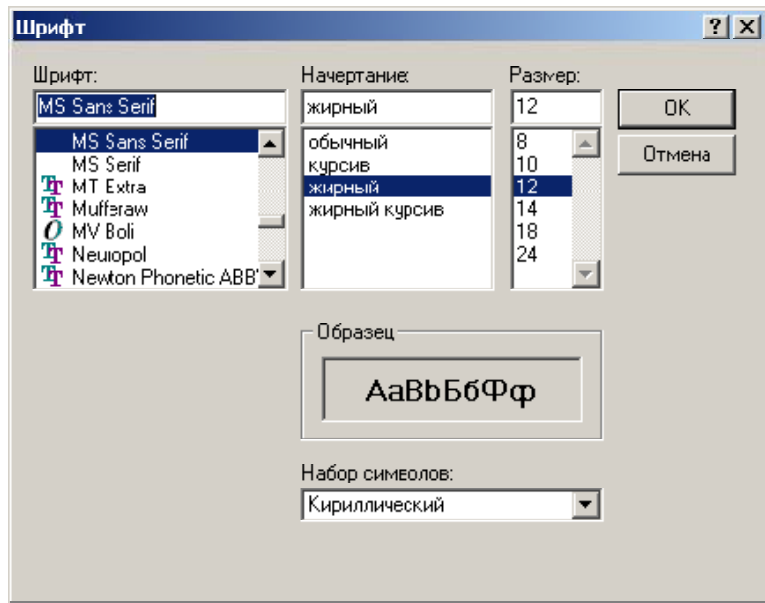 Шрифт
Шрифт:
MS Sans Serif
MS Sans Serif
MS Serif
MT Extra
Mufferaw
MV Boli
Neuropol
Newton Phonetic ABBY
Начертание:
жирный
обычный
курсив
жирный
жирный курсив
Размер:
12
8
10
12
14
18
24
OK
Отмена
Образец
АаBbБбФф
Набор символов:
Кириллический